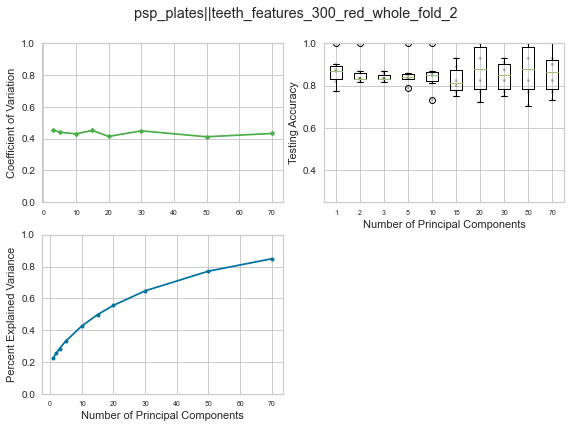 psp_plates||teeth_features_300_red_whole_fold_2
Coefficient of Variation
1.0
0.8
0.6
0.4
0.2
0.0
0 10 20 30 40 50 60 70
Testing Accuracy
1.0
0.8
0.6
0.4
1 2 3 5 10 15 20 30 50 70
Number of Principal Components
Percent Explained Variance
1.0
0.8
0.6
0.4
0.2
0.0
0 10 20 30 40 50 60 70
Number of Principal Components